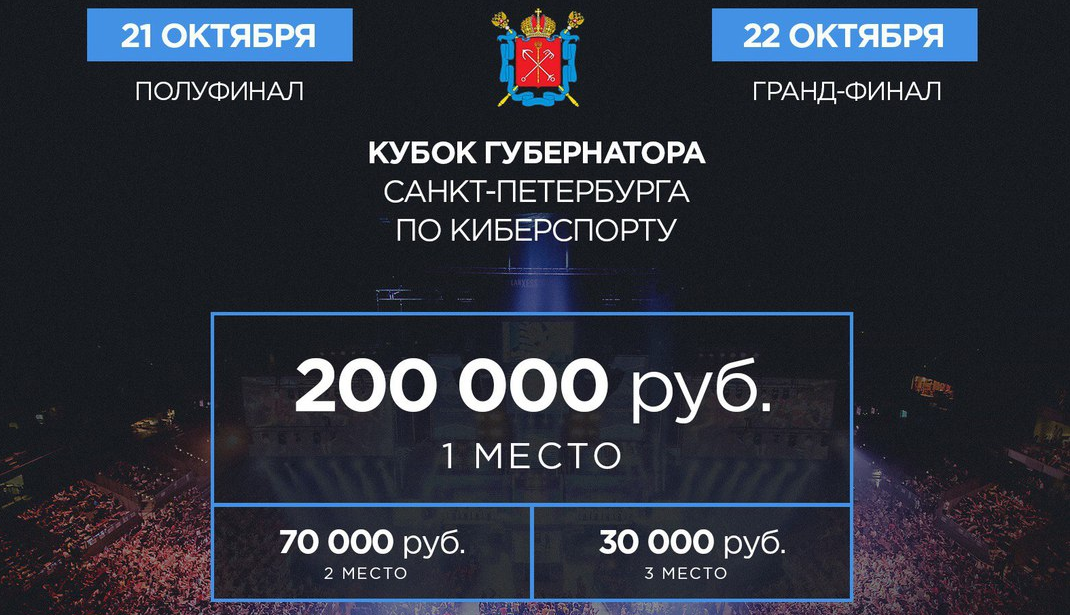 21 ОКТЯБРЯ
ПОЛУФИНАЛ
22 ОКТЯБРЯ
ГРАНД-ФИНАЛ
КУБОК ГУБЕРНАТОРА
САНКТ-ПЕТЕРБУРГА
ПО КИБЕРСПОРТУ
200 000 руб.
1 МЕСТО
70 000 руб.
2 МЕСТО
30 000 руб.
3 МЕСТО